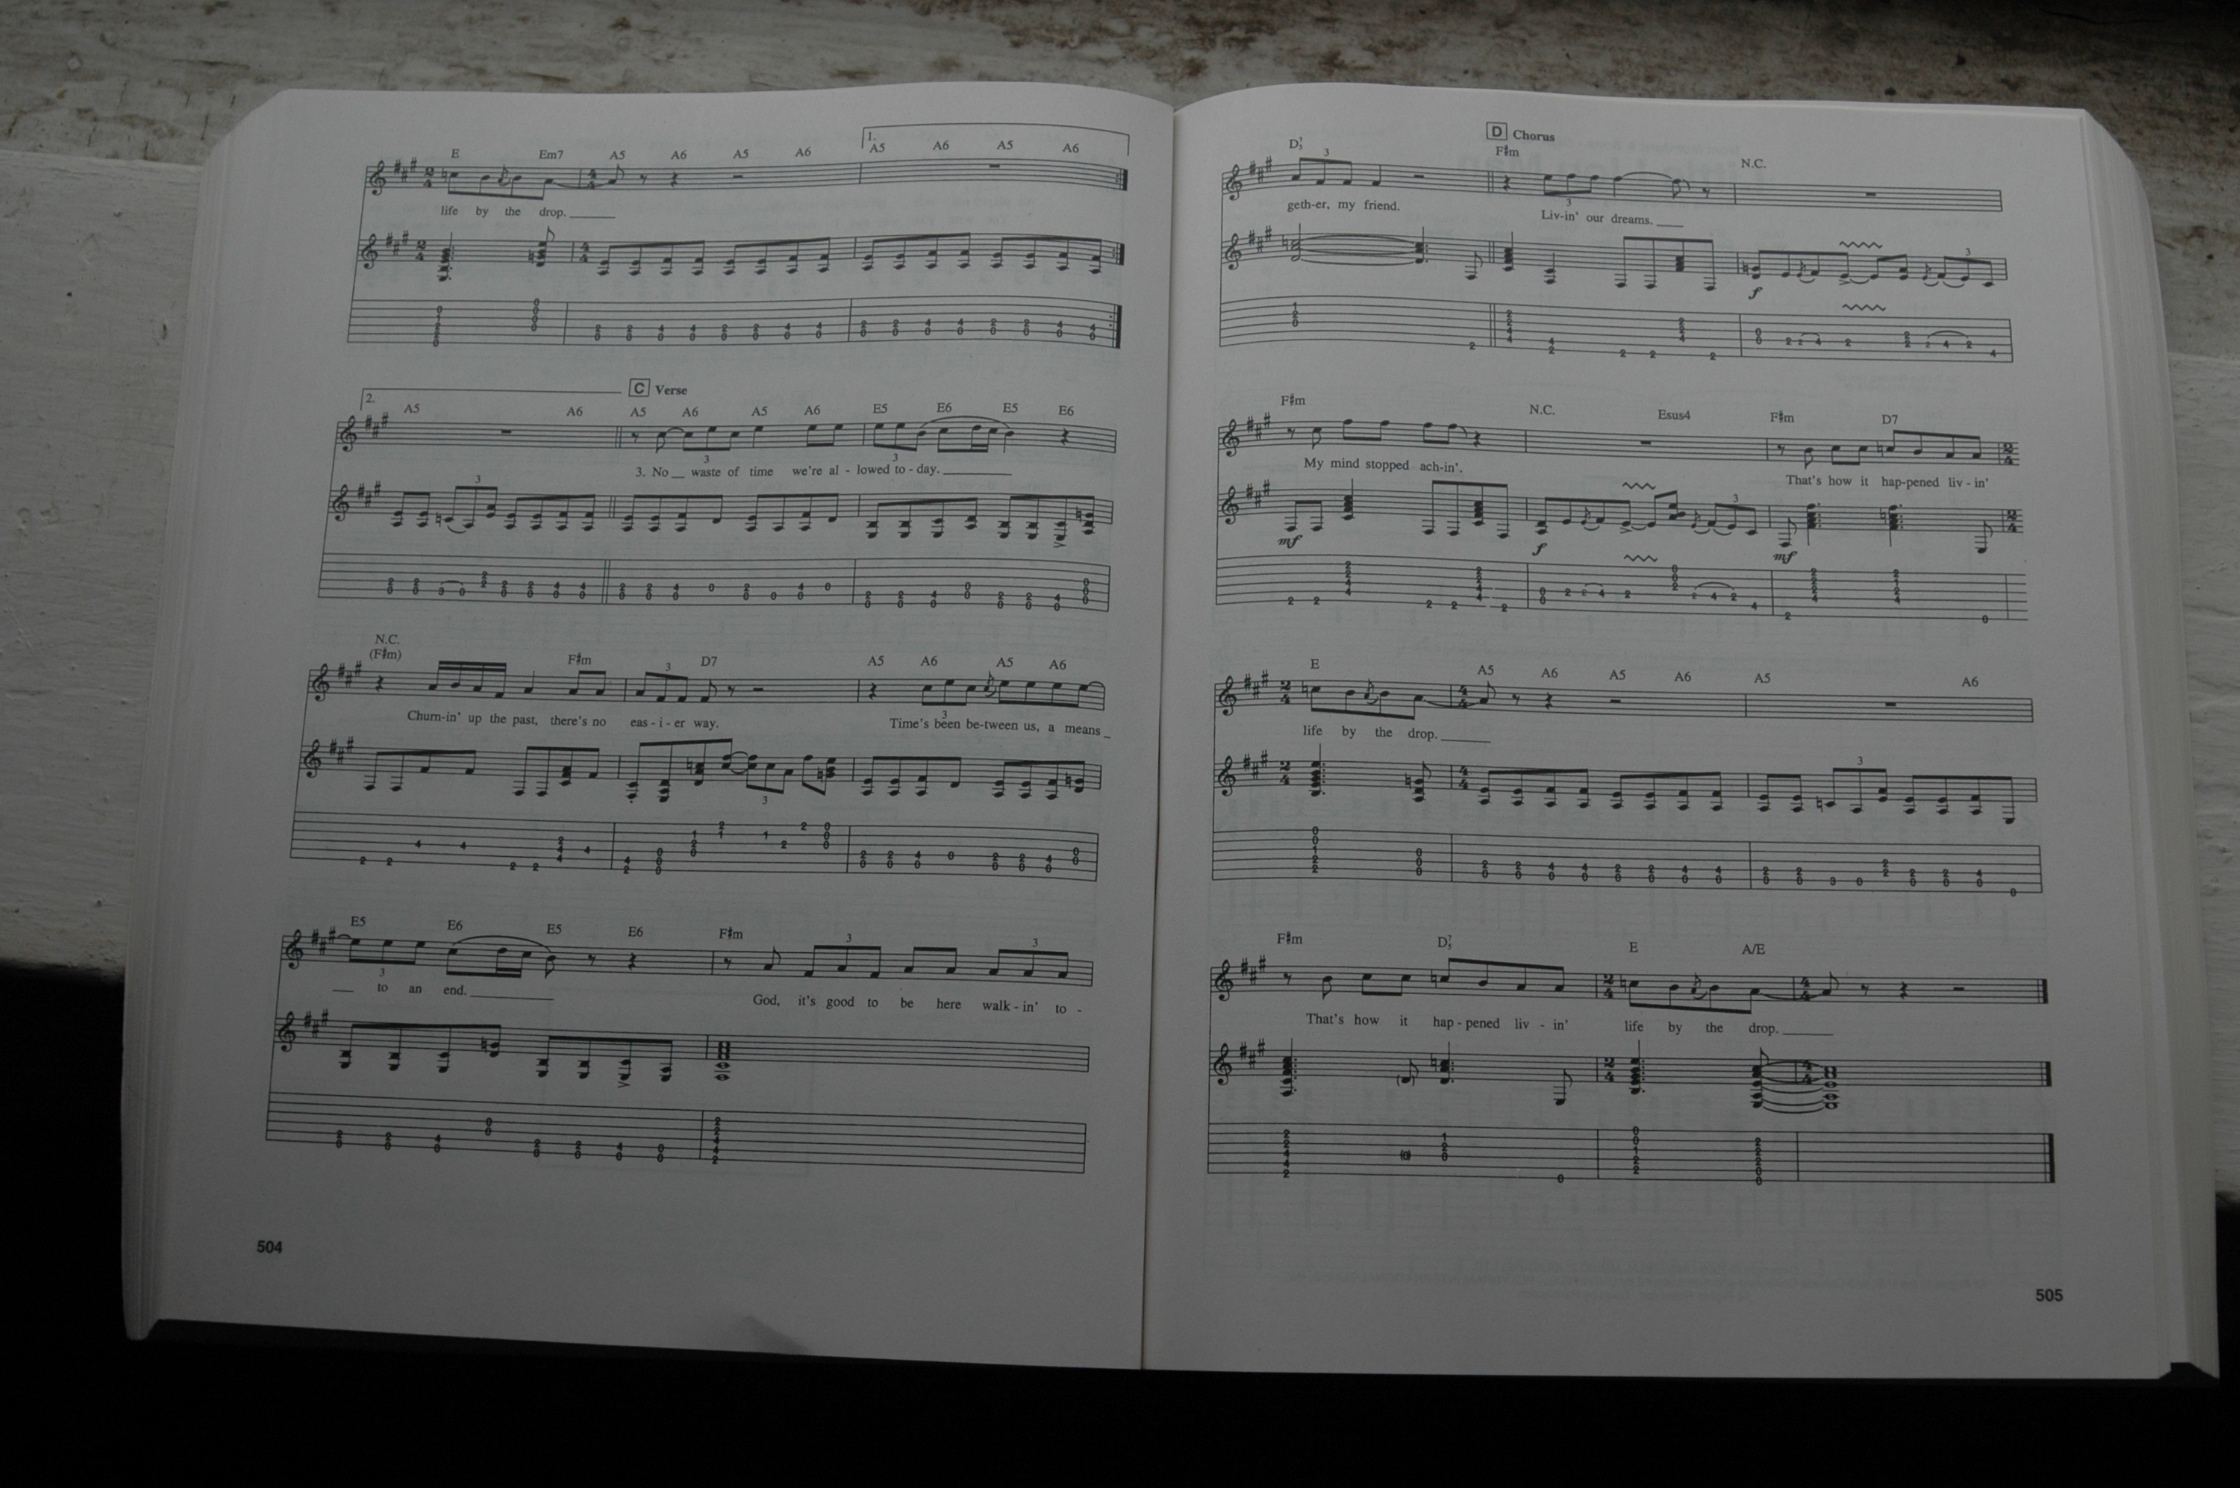 1.
E Em7 A5 A6 A5 A6 A5 A6 A5 A6
life by the drop.
2. C Verse
A5 A6 A5 A6 A5 A6 E5 E6 E5 E6
3. No waste of time we're al - lowed to - day.
N.C.
(F#m) F#m D7 A5 A6 A5 A6
Churn-in' up the past, there's no eas - i - er way. Time's been be-tween us, a means
E5 E6 E5 E6 F#m
to an end. God, it's good to be here walk - in' to -
504
D Chorus
F#m N.C.
geth-er, my friend. Liv-in' our dreams.
f
F#m N.C. Esus4 F#m D7
My mind stopped ach-in'. That's how it hap-pened liv - in'
mf f mf
E A5 A6 A5 A6 A5 A6
life by the drop.
F#m E A/E
That's how it hap - pened liv - in' life by the drop.
505